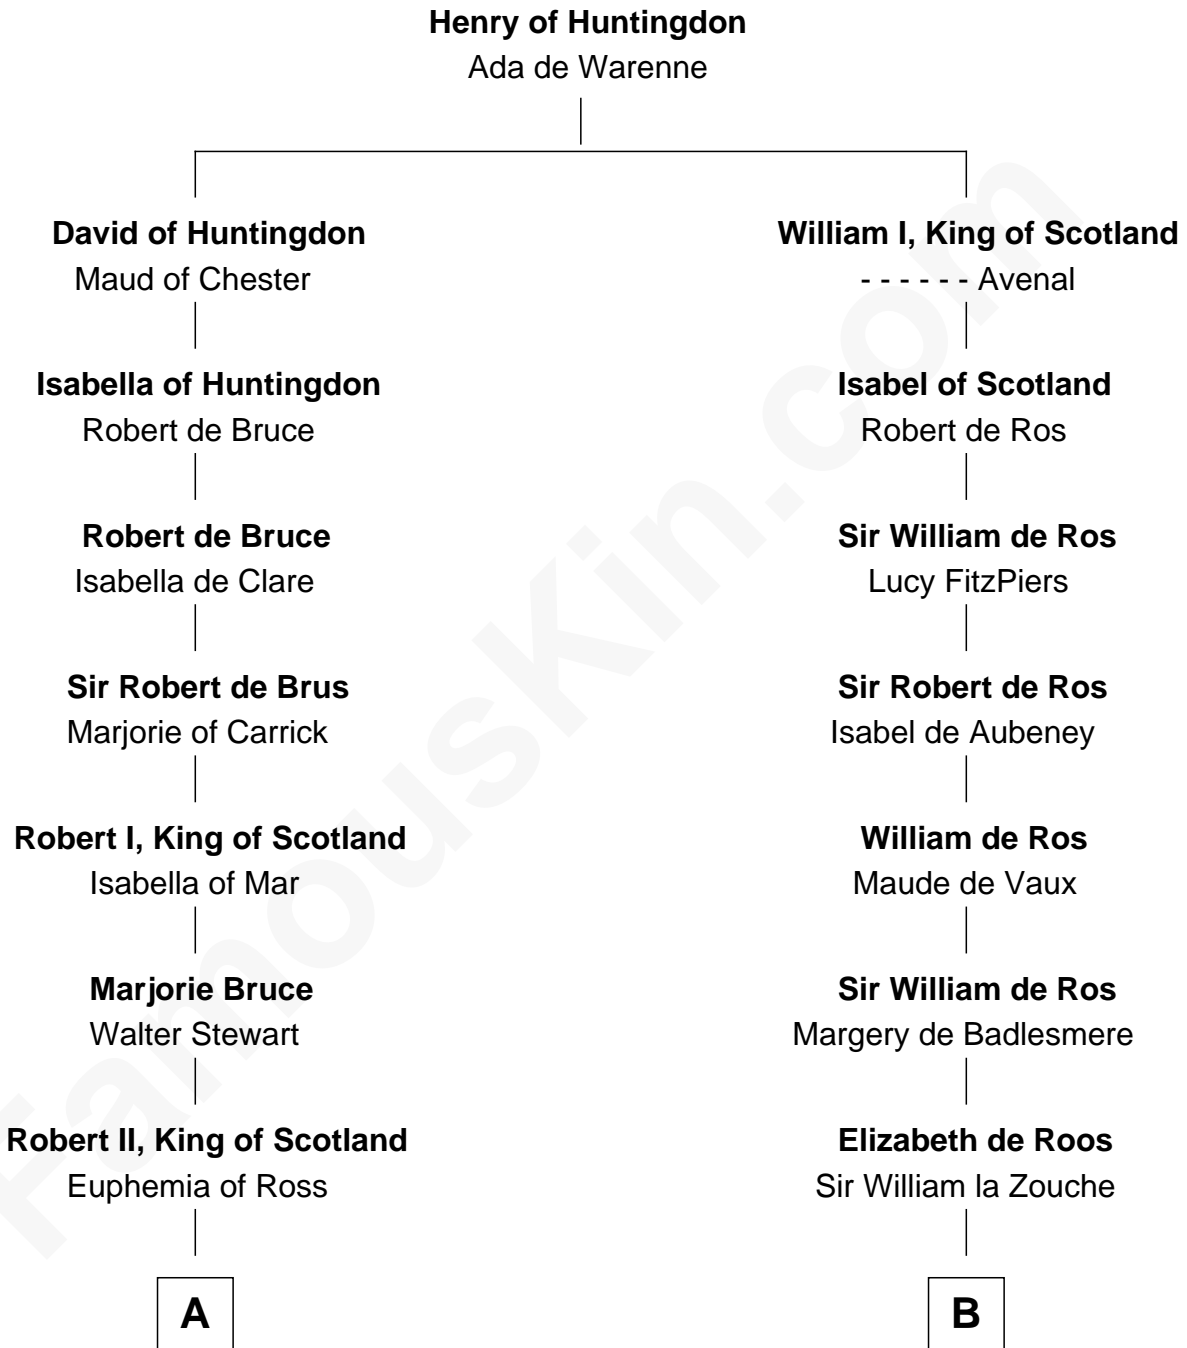 Henry of Huntingdon
Ada de Warenne
David of Huntingdon
Maud of Chester
Isabella of Huntingdon
Robert de Bruce
Robert de Bruce
Isabella de Clare
Sir Robert de Brus
Marjorie of Carrick
Robert I, King of Scotland
Isabella of Mar
Marjorie Bruce
Walter Stewart
Robert II, King of Scotland
Euphemia of Ross
A
William I, King of Scotland
- - - - - - Avenal
Isabel of Scotland
Robert de Ros
Sir William de Ros
Lucy FitzPiers
Sir Robert de Ros
Isabel de Aubeney
William de Ros
Maude de Vaux
Sir William de Ros
Margery de Badlesmere
Elizabeth de Roos
Sir William la Zouche
B
FamousKin.com